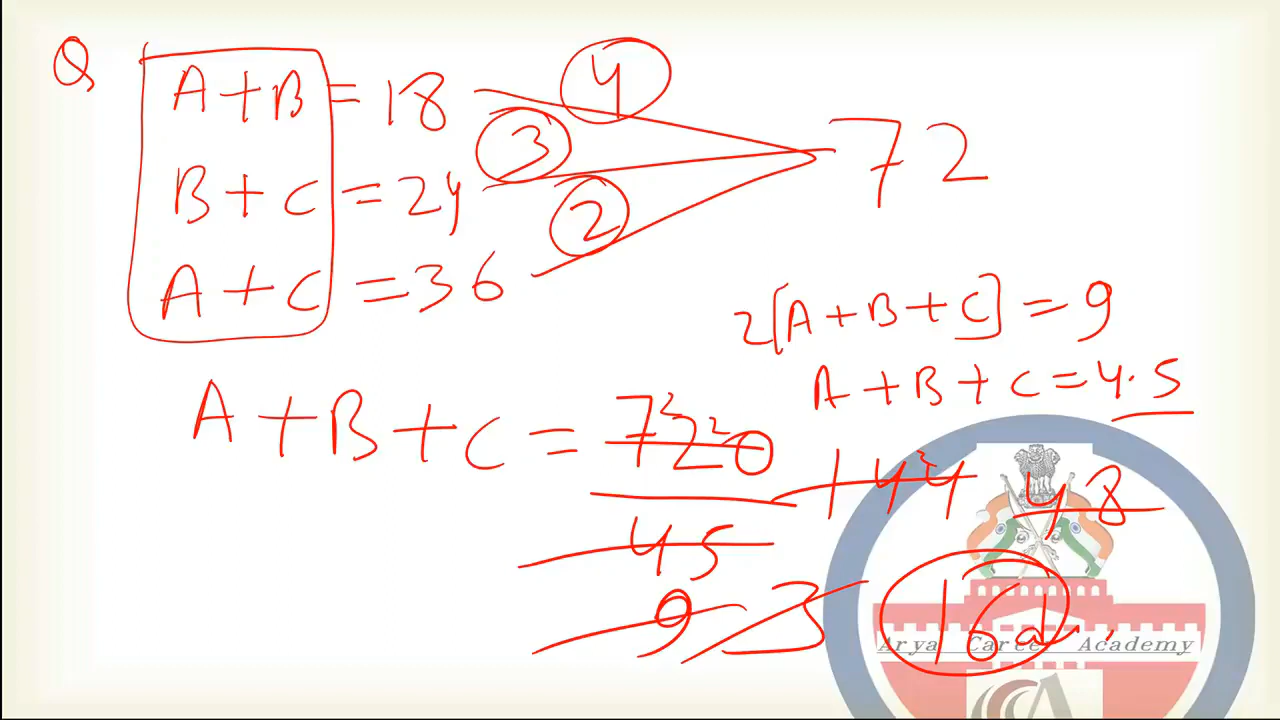 Q
A+B = 18
4
B+C = 24
3
72
A+C = 36
2
2[A+B+C] = 9
A+B+C = 4.5
A+B+C = 720
45
144
48
9
3
16 d
Arya Career Academy